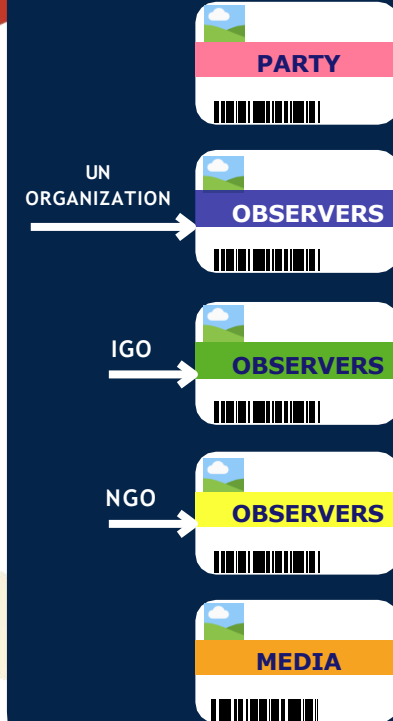 PARTY
UN
ORGANIZATION
OBSERVERS
IGO
OBSERVERS
NGO
OBSERVERS
MEDIA